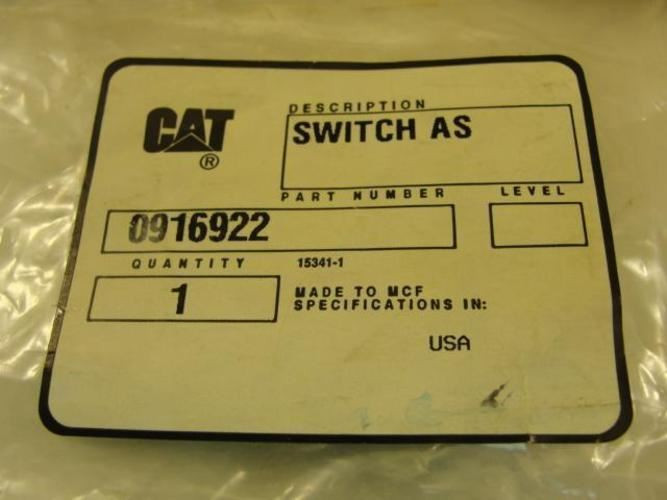 CAT®
DESCRIPTION
SWITCH AS
PART NUMBER
LEVEL
0916922
QUANTITY
15341-1
1
MADE TO MCF
SPECIFICATIONS IN:
USA